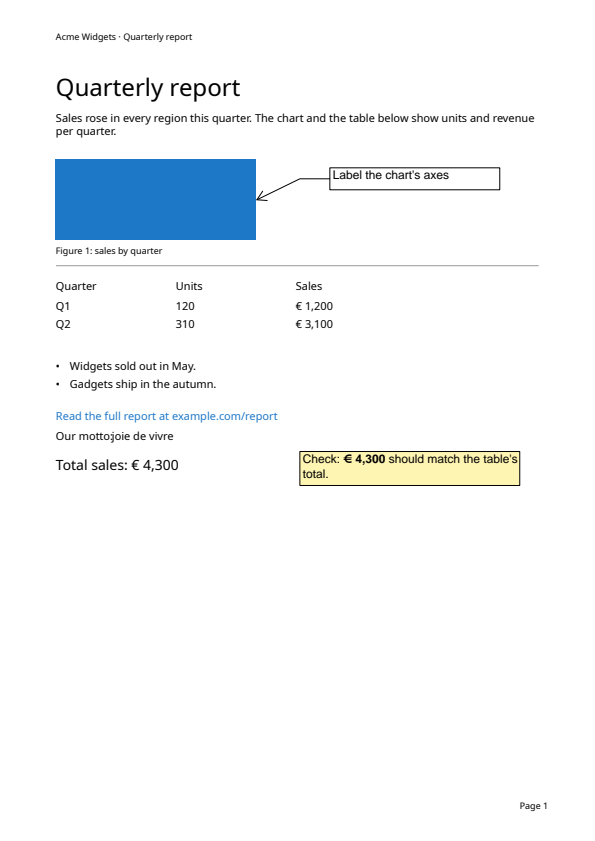 Acme Widgets · Quarterly report
Quarterly report
Sales rose in every region this quarter. The chart and the table below show units and revenue
per quarter.
Label the chart's axes
Figure 1: sales by quarter
Quarter Units Sales
Q1 120 € 1,200
Q2 310 € 3,100
• Widgets sold out in May.
• Gadgets ship in the autumn.
Read the full report at example.com/report
Our motto:joie de vivre
Total sales: € 4,300
Check: € 4,300 should match the table's
total.
Page 1